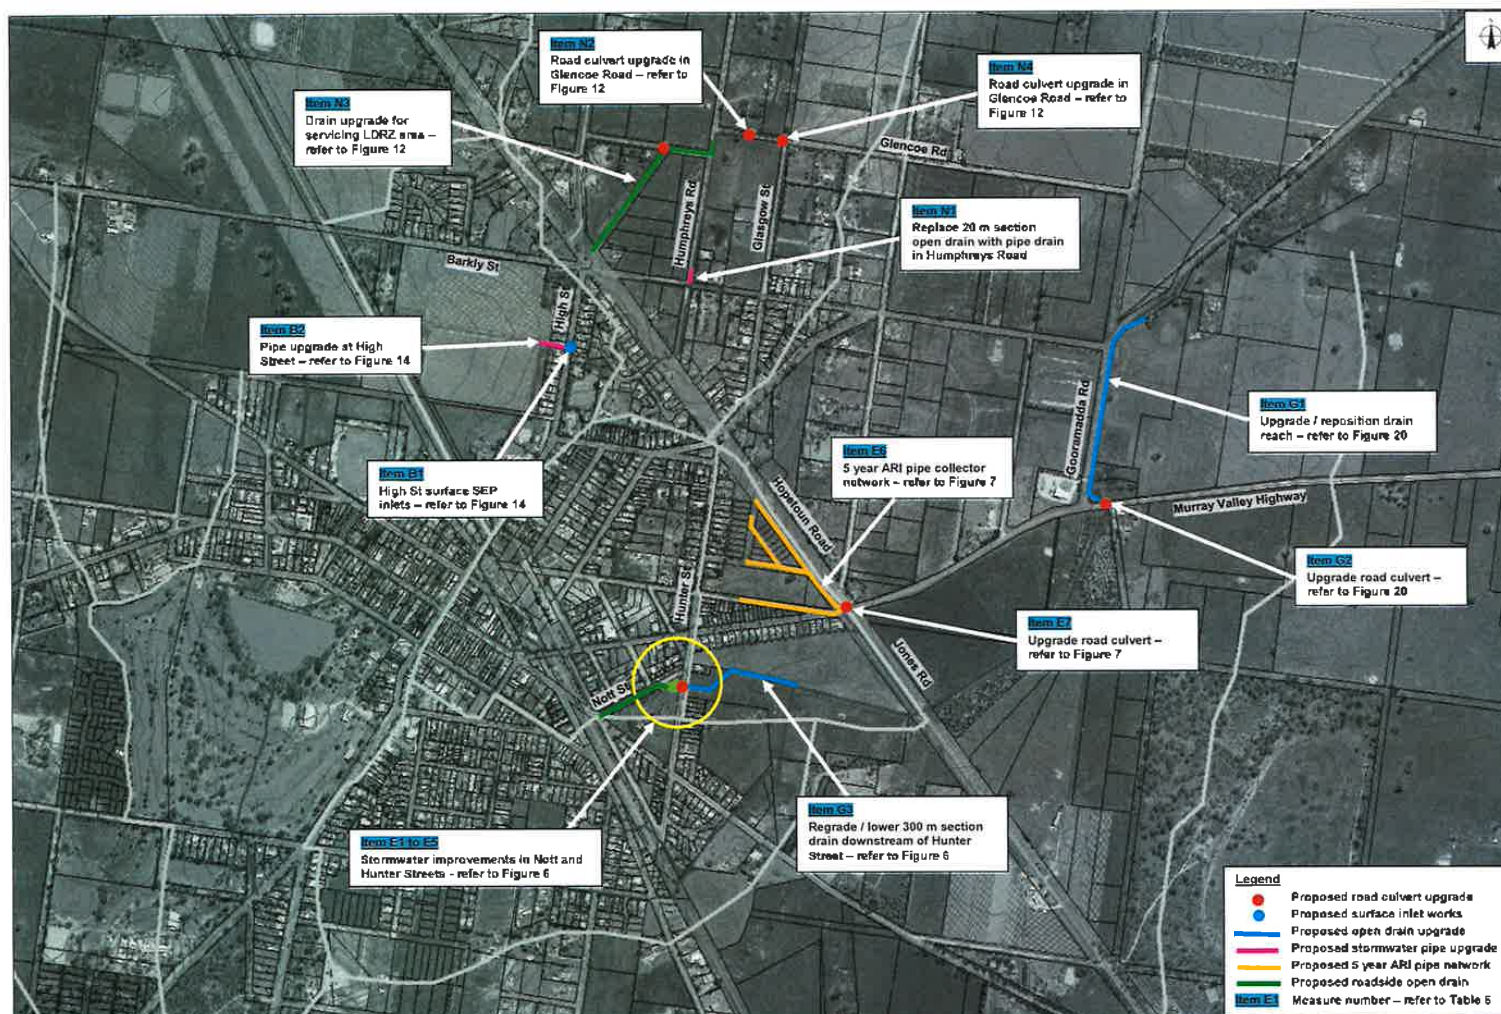 Item N2
Road culvert upgrade in
Glencoe Road – refer to
Figure 12
Item N4
Road culvert upgrade in
Glencoe Road – refer to
Figure 12
Item N3
Drain upgrade for
servicing LDRZ area –
refer to Figure 12
Glencoe Rd
Humphreys Rd
Glasgow St
Item N1
Replace 20 m section
open drain with pipe drain
in Humphreys Road
Barkly St
High St
Item B2
Pipe upgrade at High
Street – refer to Figure 14
Gooramadda Rd
Item G1
Upgrade / reposition drain
reach – refer to Figure 20
Item B1
High St surface SEP
inlets – refer to Figure 14
Item E6
5 year ARI pipe collector
network – refer to Figure 7
Hopetoun Road
Murray Valley Highway
Item G2
Upgrade road culvert –
refer to Figure 20
Hunter St
Item E7
Upgrade road culvert –
refer to Figure 7
Jones Rd
Nott St
Item G3
Regrade / lower 300 m section
drain downstream of Hunter
Street – refer to Figure 6
Item E1 to E5
Stormwater improvements in Nott and
Hunter Streets - refer to Figure 6
Legend
Proposed road culvert upgrade
Proposed surface inlet works
Proposed open drain upgrade
Proposed stormwater pipe upgrade
Proposed 5 year ARI pipe network
Proposed roadside open drain
Item E1 Measure number – refer to Table 6